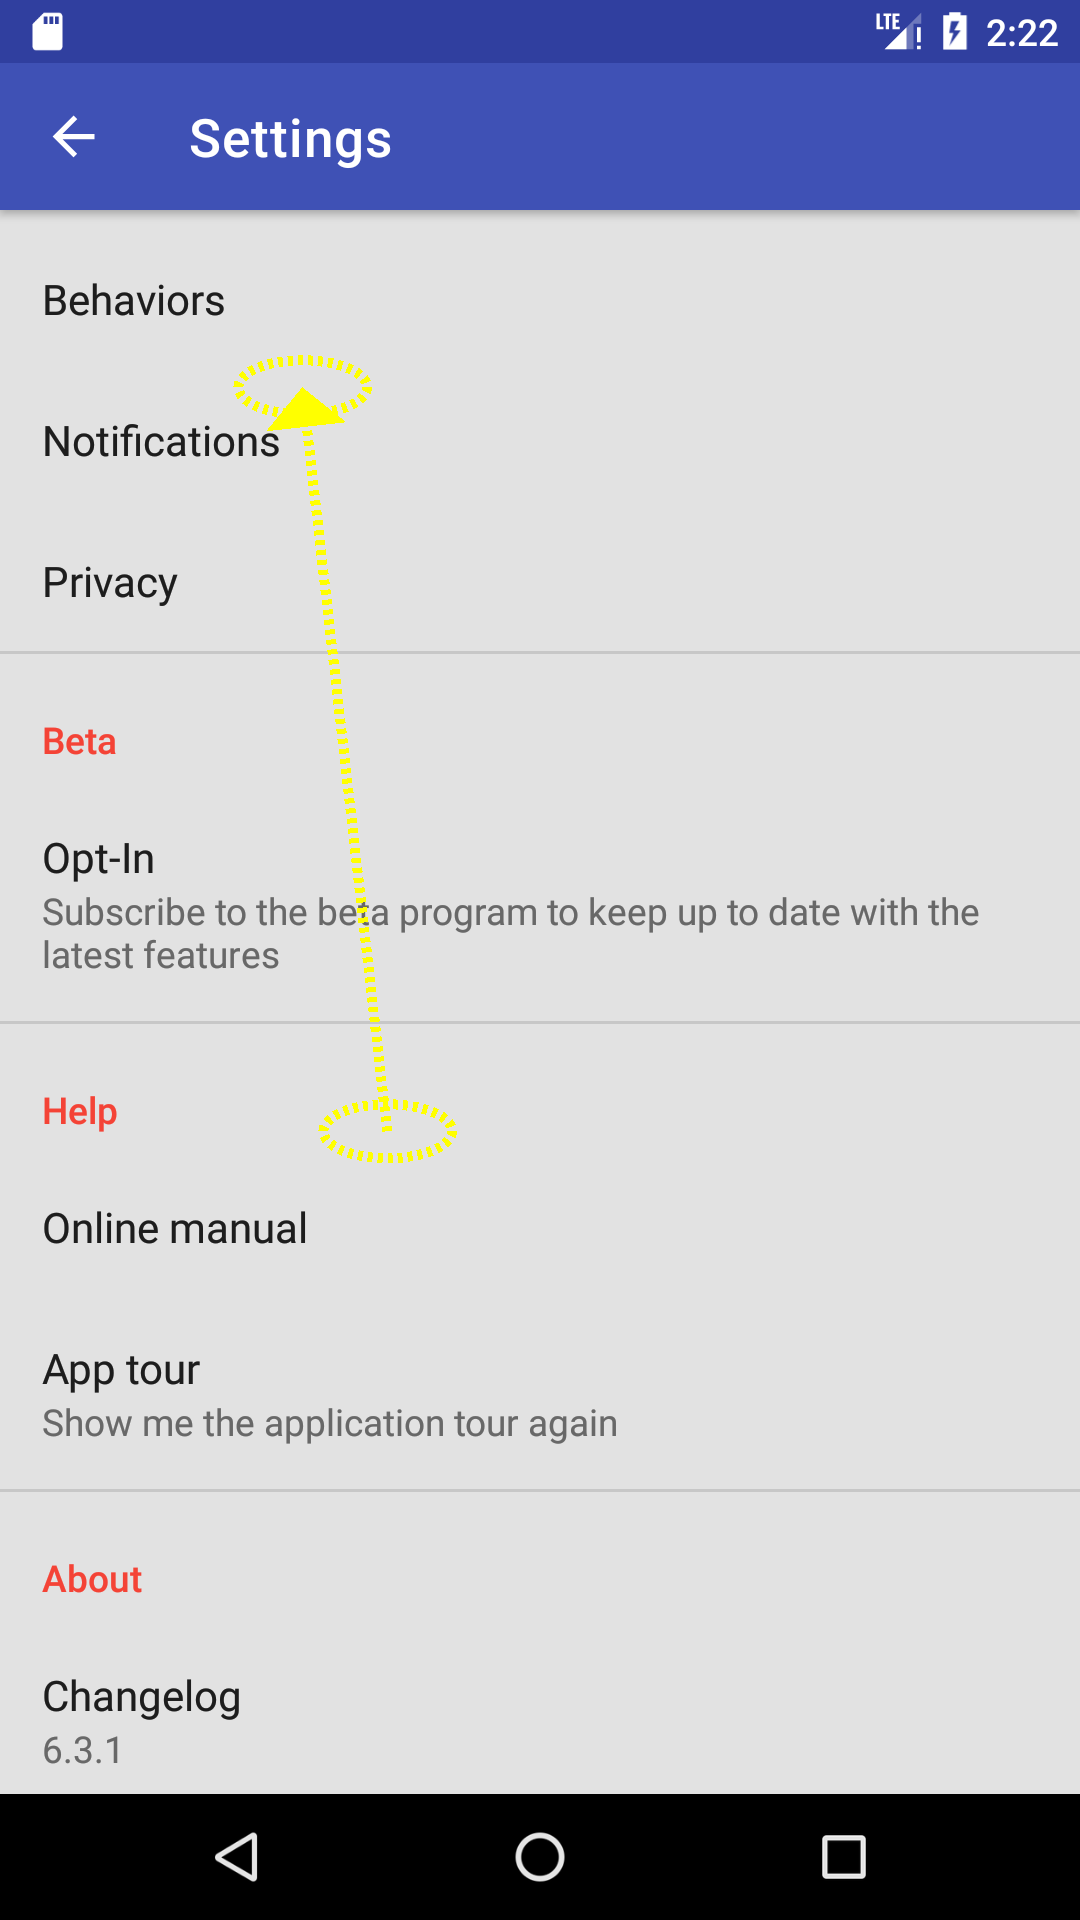 LTE 2:22
Settings
Behaviors
Notifications
Privacy
Beta
Opt-In
Subscribe to the beta program to keep up to date with the
latest features
Help
Online manual
App tour
Show me the application tour again
About
Changelog
6.3.1